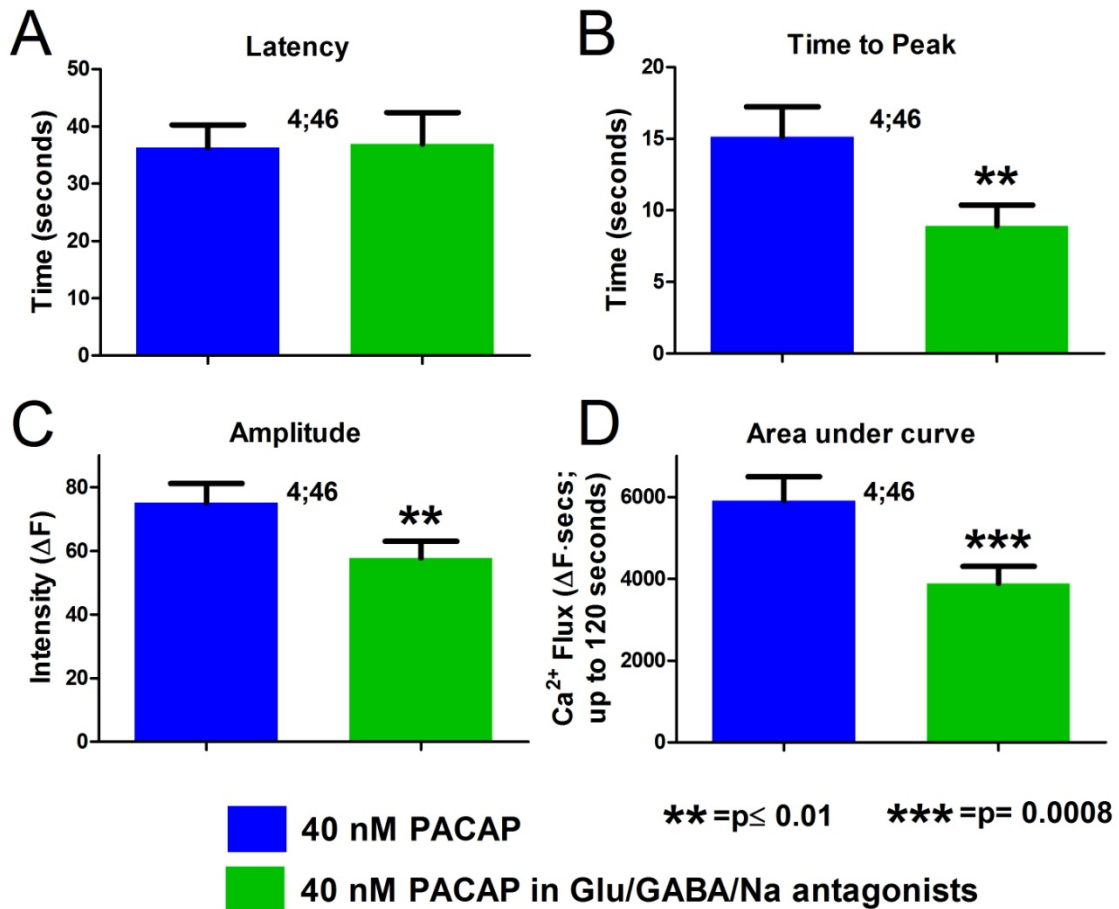 A
Latency
Time (seconds)
50
40
30
20
10
0
4;46
B
Time to Peak
Time (seconds)
20
15
10
5
0
4;46
**
C
Amplitude
Intensity (ΔF)
80
60
40
20
0
4;46
**
D
Area under curve
Ca²⁺ Flux (ΔF·secs;
up to 120 seconds)
6000
4000
2000
0
4;46
***
40 nM PACAP
40 nM PACAP in Glu/GABA/Na antagonists
** =p≤ 0.01
*** =p= 0.0008